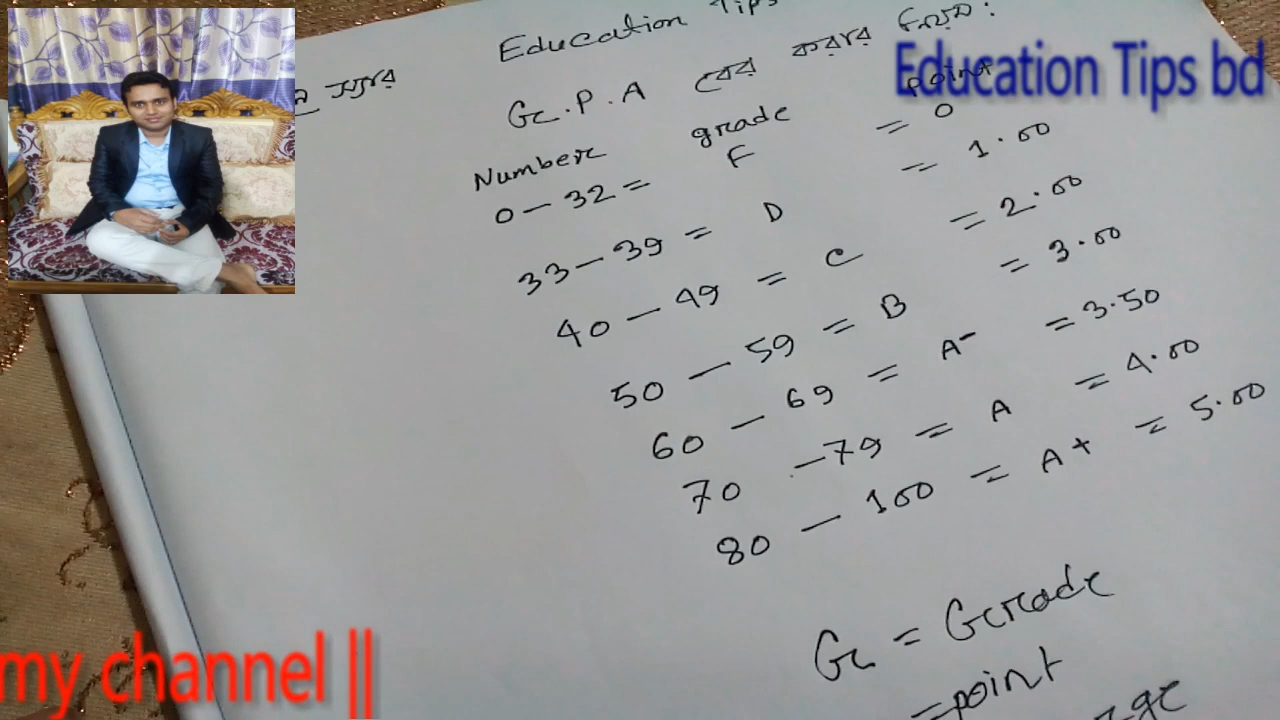 Education Tips
Education Tips bd
স্যার
G.P.A বের করার নিয়ম:
Number grade point
0 — 32 = F = 0
33 — 39 = D = 1.00
40 — 49 = C = 2.00
50 — 59 = B = 3.00
60 — 69 = A- = 3.50
70 — 79 = A = 4.00
80 — 100 = A+ = 5.00
G = Grade
= point
my channel ||